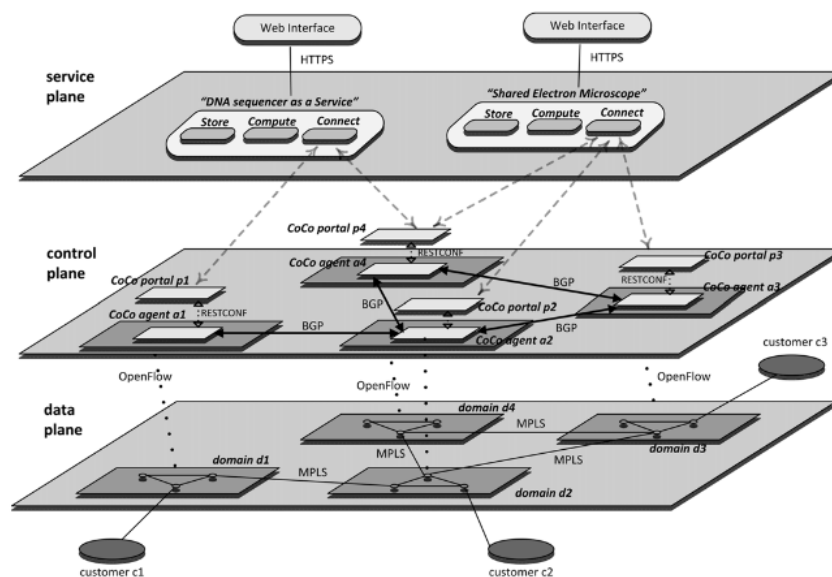 Web Interface
Web Interface
HTTPS
HTTPS
service
plane
"DNA sequencer as a Service"
"Shared Electron Microscope"
Store
Compute
Connect
Store
Compute
Connect
CoCo portal p4
control
plane
RESTCONF
CoCo agent a4
CoCo portal p3
CoCo portal p1
BGP
RESTCONF
CoCo agent a3
RESTCONF
BGP
CoCo portal p2
CoCo agent a1
BGP
BGP
CoCo agent a2
customer c3
OpenFlow
OpenFlow
OpenFlow
data
plane
domain d4
MPLS
domain d3
MPLS
MPLS
domain d1
MPLS
domain d2
customer c1
customer c2